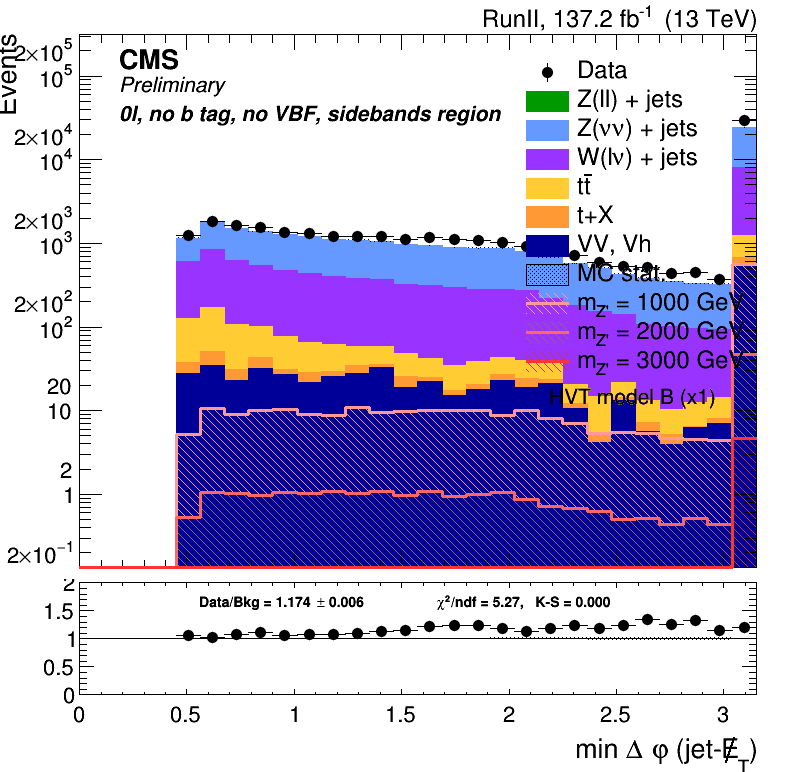 RunII, 137.2 fb⁻¹ (13 TeV)
Events
2×10⁵
10⁵
2×10⁴
10⁴
2×10³
10³
2×10²
10²
20
10
2
1
2×10⁻¹
CMS
Preliminary
0l, no b tag, no VBF, sidebands region
Data
Z(ll) + jets
Z(νν) + jets
W(lν) + jets
tt̄
t+X
VV, Vh
MC stat.
m_Z' = 1000 GeV
m_Z' = 2000 GeV
m_Z' = 3000 GeV
HVT model B (x1)
2
1.5
1
0.5
0
Data/Bkg = 1.174 ± 0.006
χ²/ndf = 5.27, K-S = 0.000
0 0.5 1 1.5 2 2.5 3
min Δ φ (jet-E̸_T)